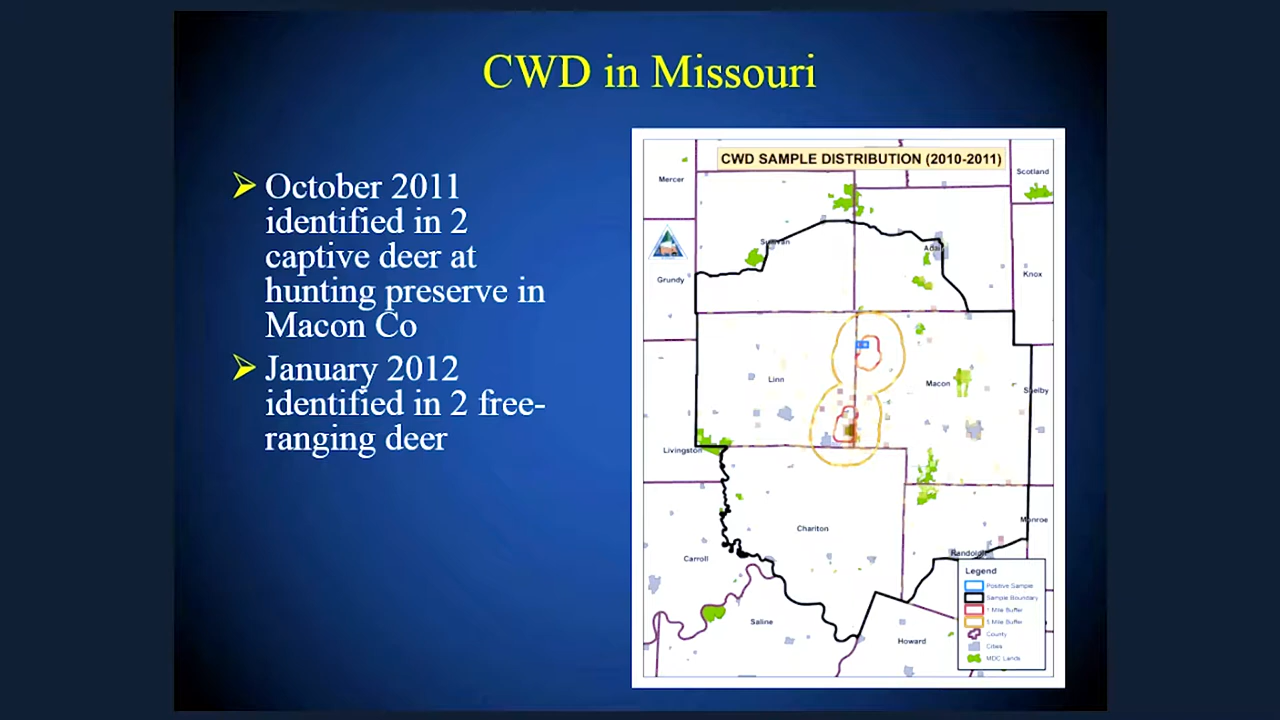 CWD in Missouri
October 2011
identified in 2
captive deer at
hunting preserve in
Macon Co
January 2012
identified in 2 free-
ranging deer
CWD SAMPLE DISTRIBUTION (2010-2011)
Mercer
Scotland
Sullivan
Adair
Grundy
Knox
Linn
Macon
Shelby
Livingston
Chariton
Monroe
Carroll
Randolph
Saline
Howard
Legend
Positive Sample
Sample Boundary
1 Mile Buffer
5 Mile Buffer
County
Cities
MDC Lands